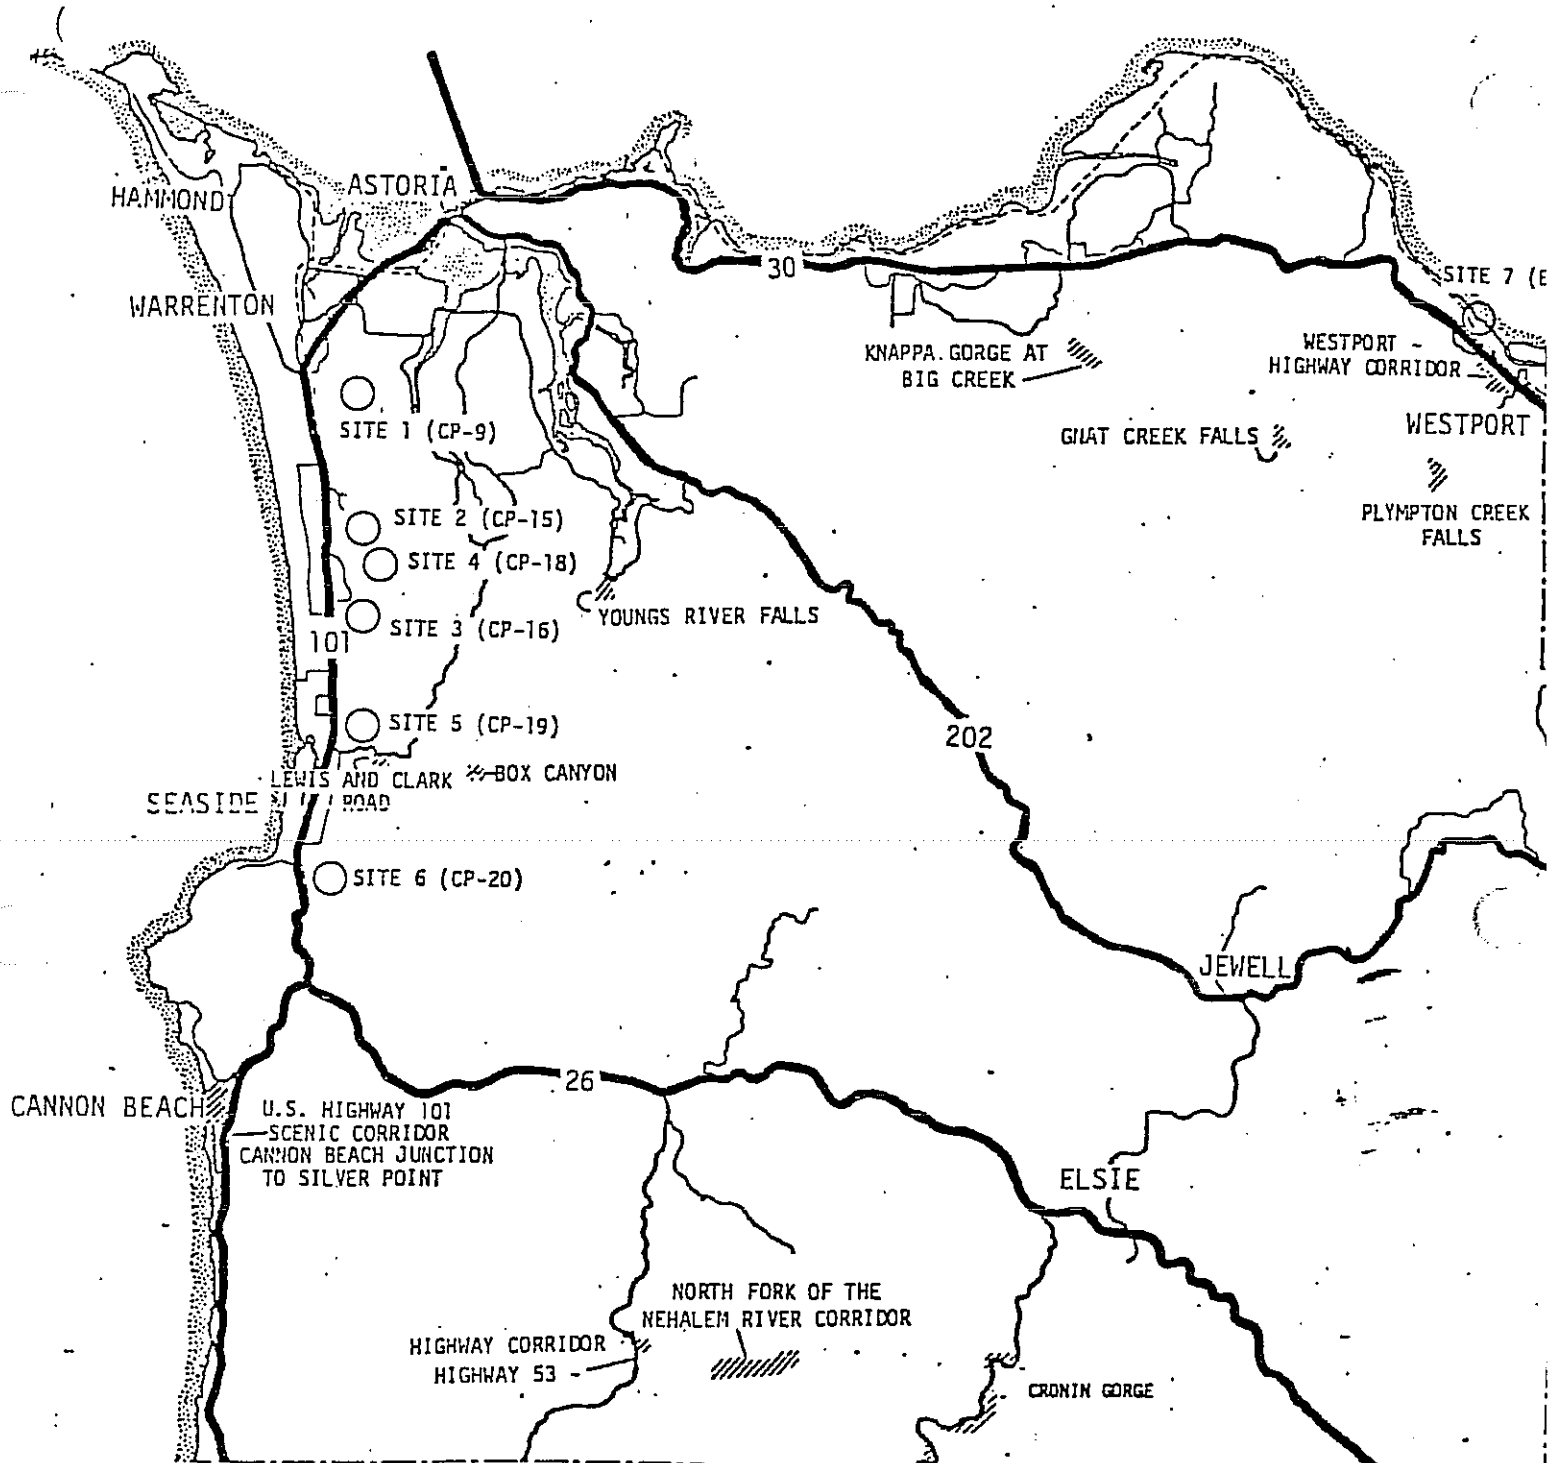 HAMMOND
ASTORIA
WARRENTON
30
SITE 7 (E
KNAPPA GORGE AT
BIG CREEK
WESTPORT -
HIGHWAY CORRIDOR
WESTPORT
SITE 1 (CP-9)
GNAT CREEK FALLS
PLYMPTON CREEK
FALLS
SITE 2 (CP-15)
SITE 4 (CP-18)
YOUNGS RIVER FALLS
SITE 3 (CP-16)
101
SITE 5 (CP-19)
202
LEWIS AND CLARK
ROAD
BOX CANYON
SEASIDE
SITE 6 (CP-20)
JEWELL
26
CANNON BEACH
U.S. HIGHWAY 101
SCENIC CORRIDOR
CANNON BEACH JUNCTION
TO SILVER POINT
ELSIE
NORTH FORK OF THE
NEHALEM RIVER CORRIDOR
HIGHWAY CORRIDOR
HIGHWAY 53 -
CRONIN GORGE